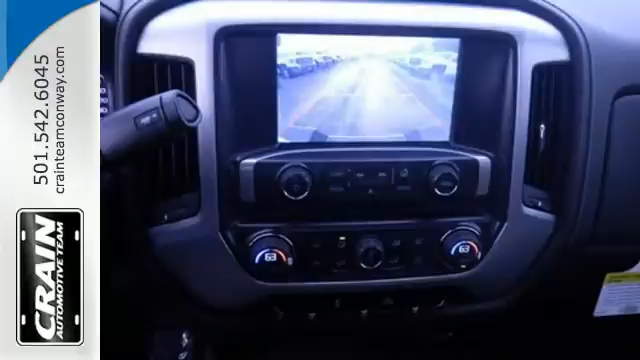 501.542.6045
crainteamconway.com
CRAIN
AUTOMOTIVE TEAM
63
63